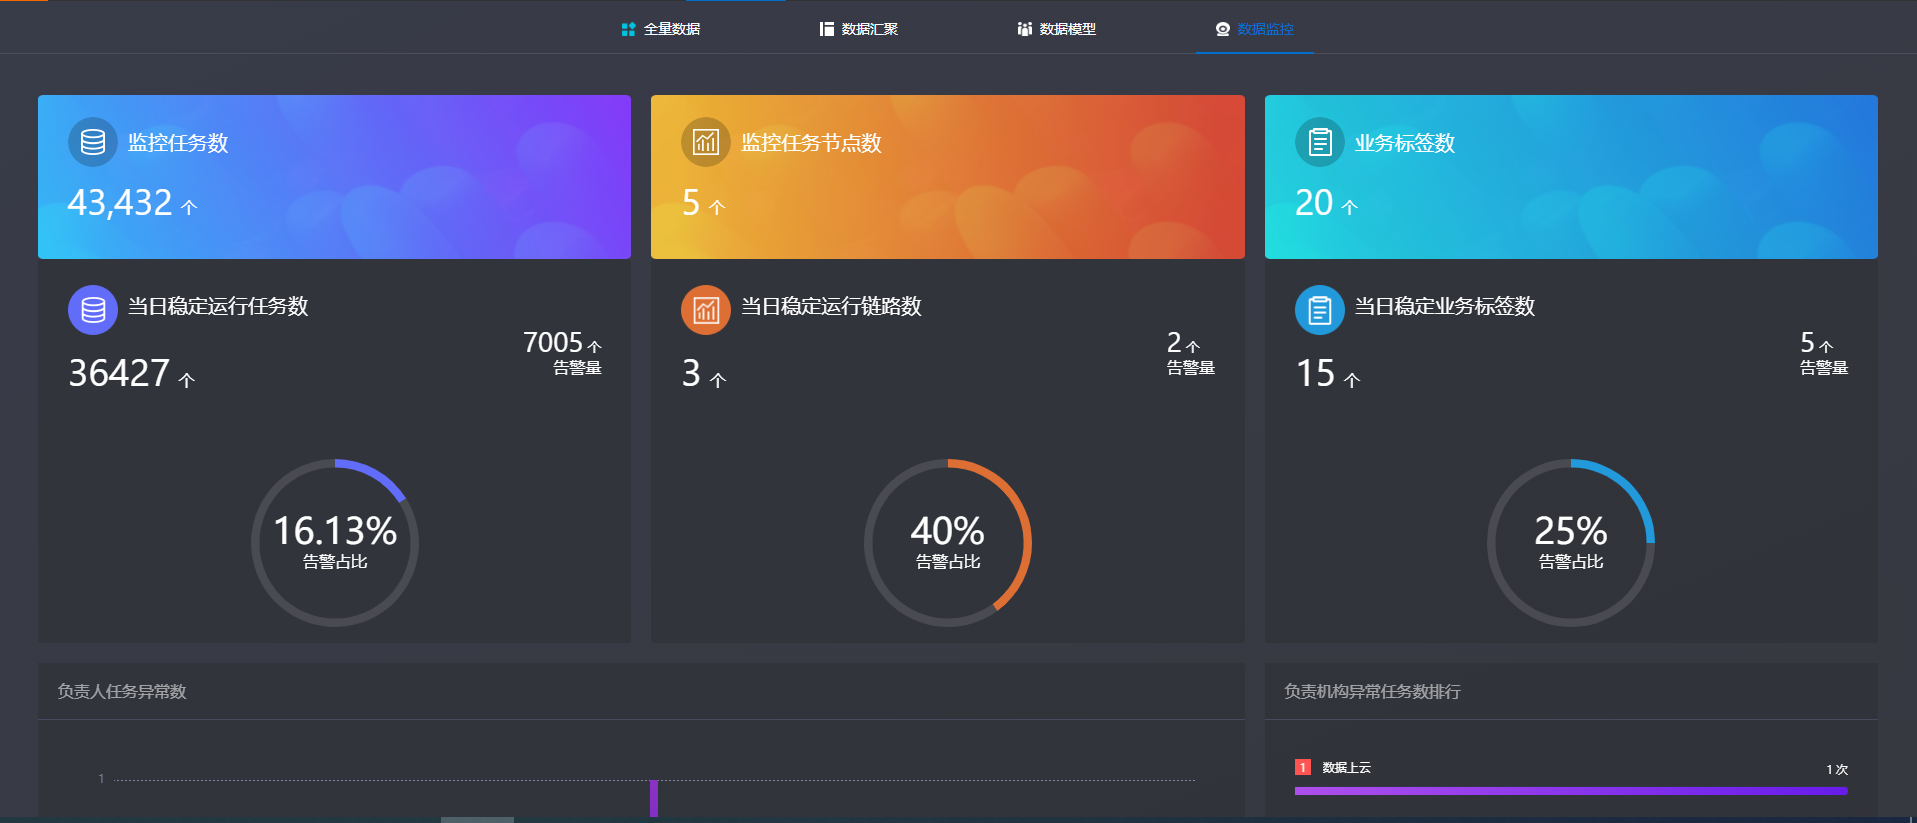 全量数据
数据汇聚
数据模型
数据监控
监控任务数
43,432 个
监控任务节点数
5 个
业务标签数
20 个
当日稳定运行任务数
36427 个
7005 个
告警量
16.13%
告警占比
当日稳定运行链路数
3 个
2 个
告警量
40%
告警占比
当日稳定业务标签数
15 个
5 个
告警量
25%
告警占比
负责人任务异常数
1
负责机构异常任务数排行
1 数据上云 1 次